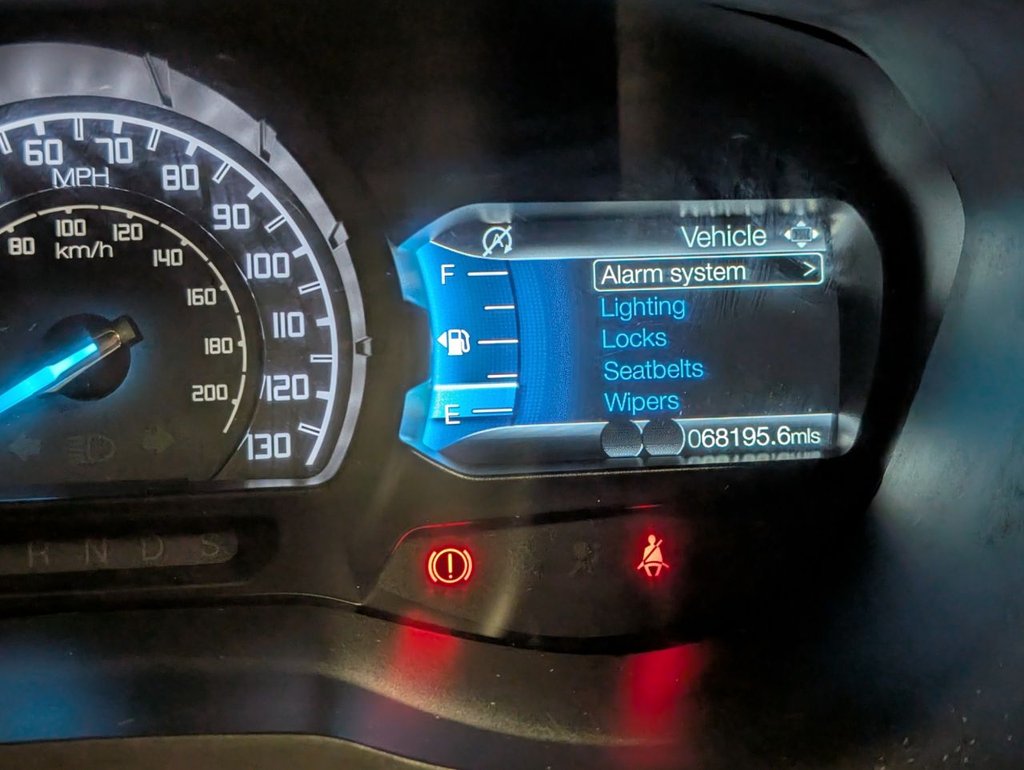 60
70
MPH
80
90
100
110
120
130
80
100
120
km/h
140
160
180
200
R N D S
Vehicle
F
Alarm system >
Lighting
Locks
Seatbelts
E
Wipers
068195.6mls